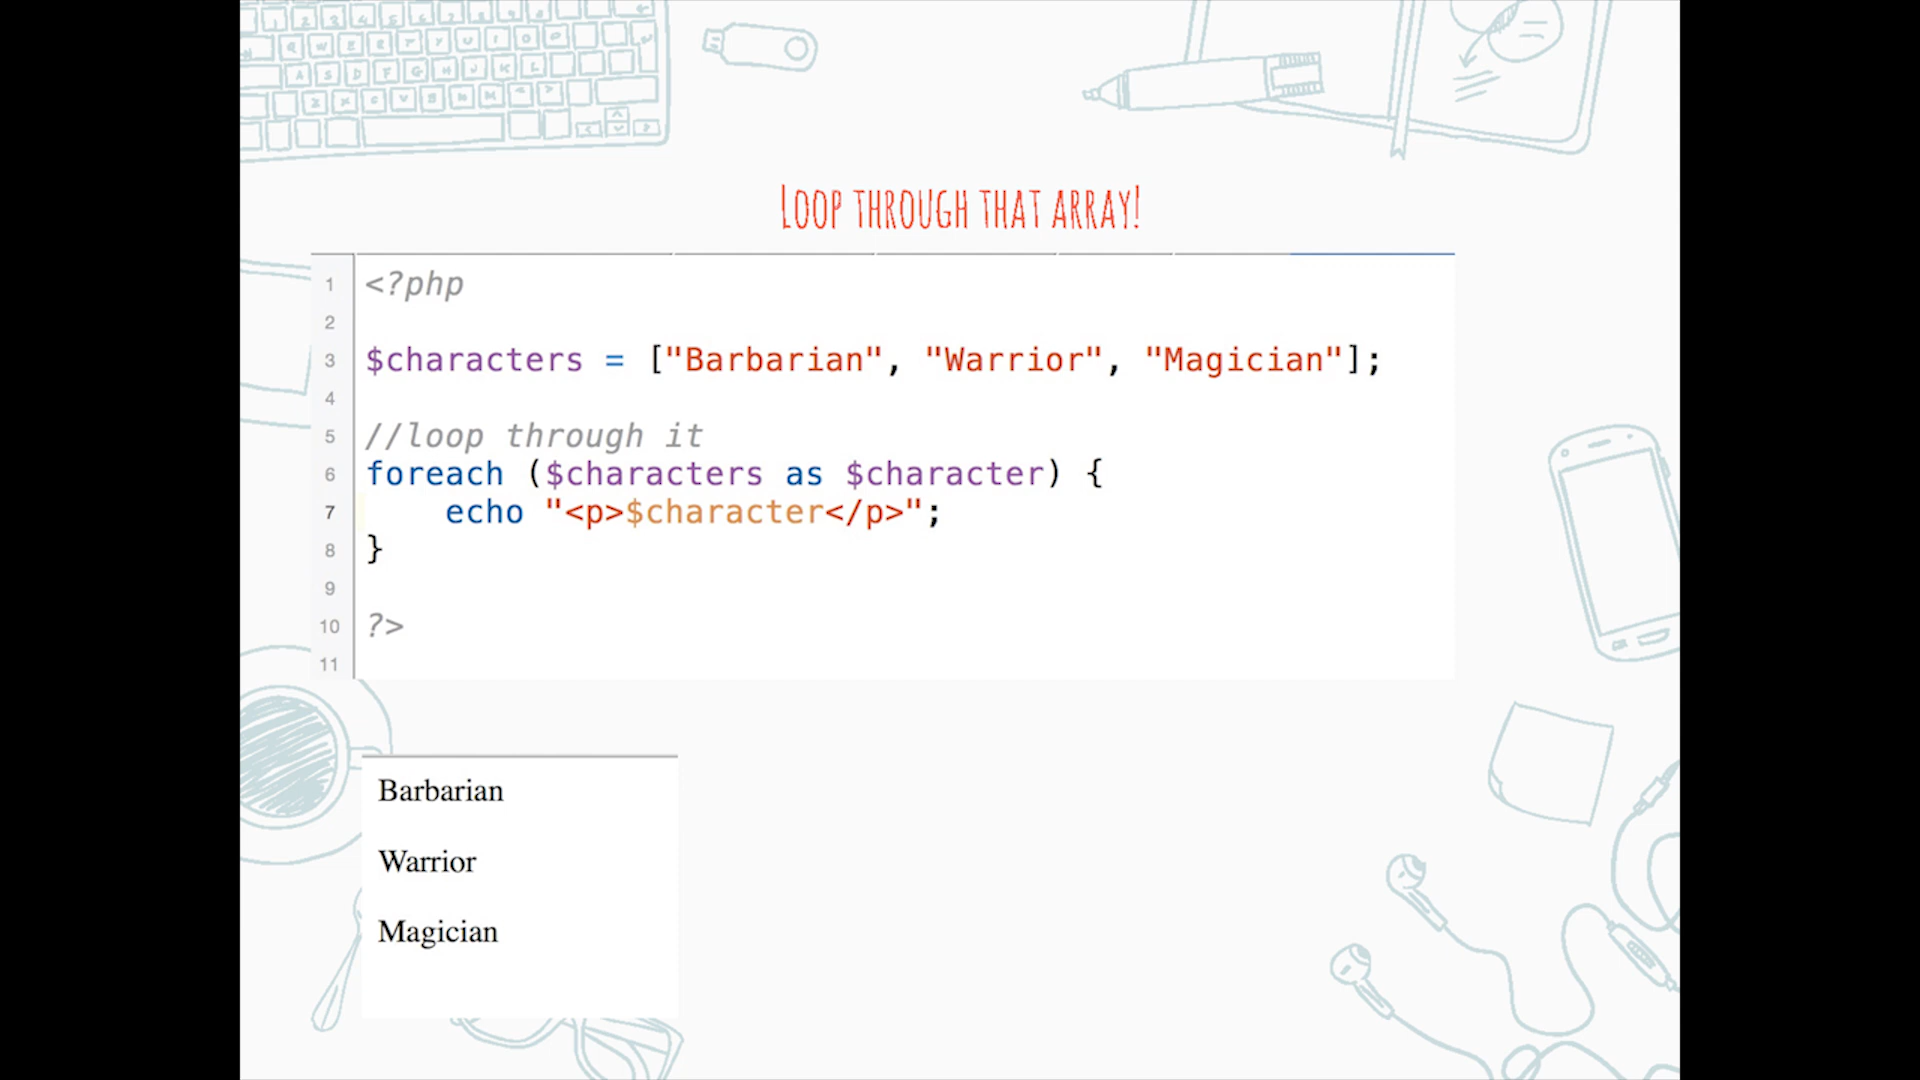 LOOP THROUGH THAT ARRAY!
1 <?php
2
3 $characters = ["Barbarian", "Warrior", "Magician"];
4
5 //loop through it
6 foreach ($characters as $character) {
7 echo "<p>$character</p>";
8 }
9
10 ?>
11
Barbarian
Warrior
Magician